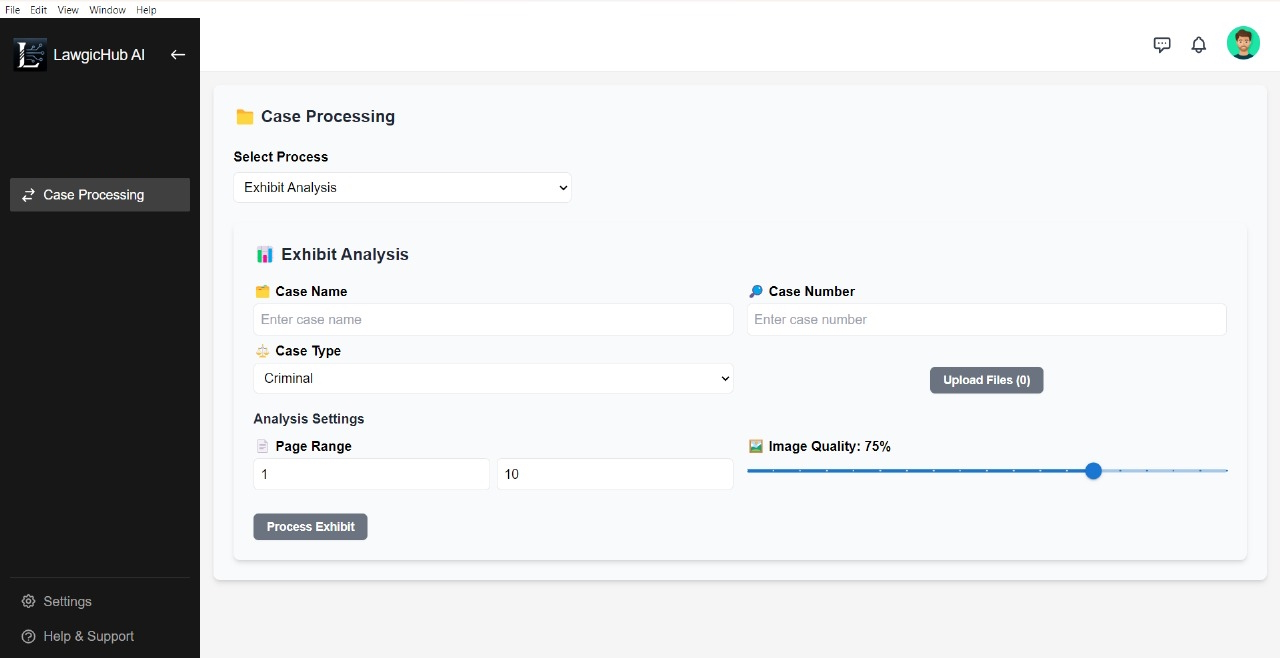 File Edit View Window Help
LawgicHub AI
Case Processing
Settings
Help & Support
Case Processing
Select Process
Exhibit Analysis
Exhibit Analysis
Case Name
Case Number
Enter case name
Enter case number
Case Type
Criminal
Upload Files (0)
Analysis Settings
Page Range
Image Quality: 75%
1
10
Process Exhibit